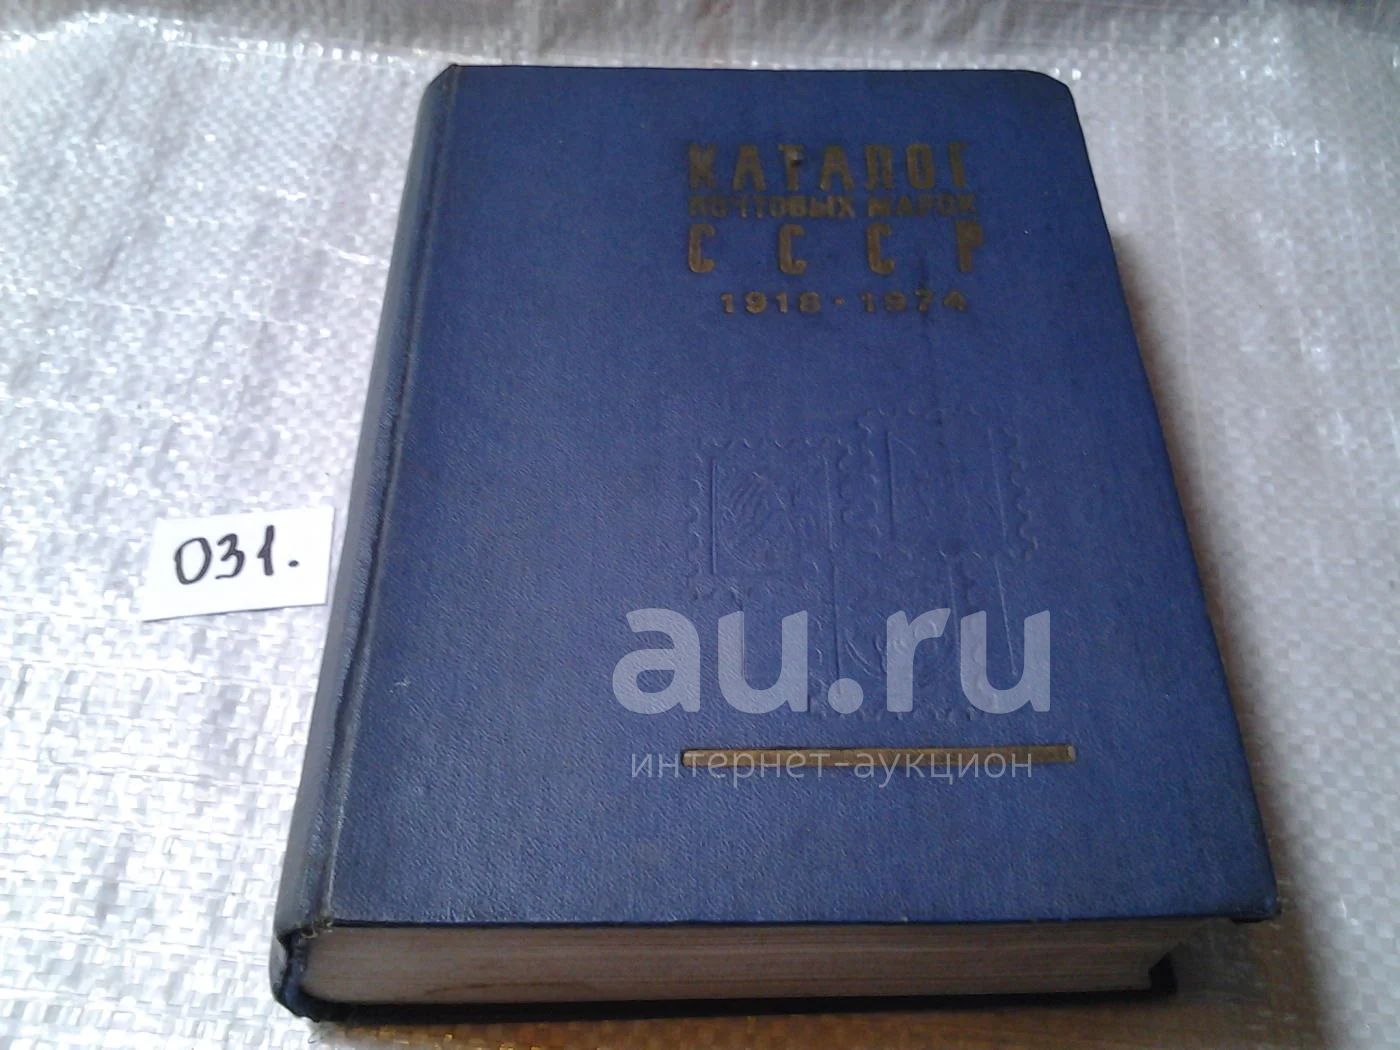 КАТАЛОГ
ПОЧТОВЫХ МАРОК
СССР
1918 • 1974
031.
au.ru
интернет-аукцион